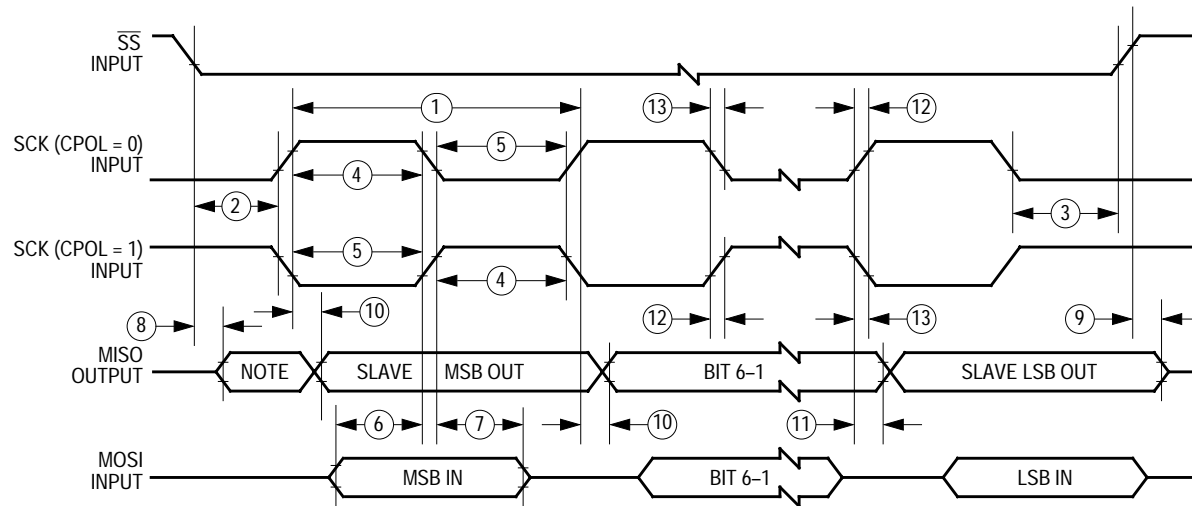 SS
INPUT
1
13
12
SCK (CPOL = 0)
INPUT
5
4
2
3
SCK (CPOL = 1)
INPUT
5
4
8
10
12
13
9
MISO
OUTPUT
NOTE
SLAVE
MSB OUT
BIT 6–1
SLAVE LSB OUT
6
7
10
11
MOSI
INPUT
MSB IN
BIT 6–1
LSB IN